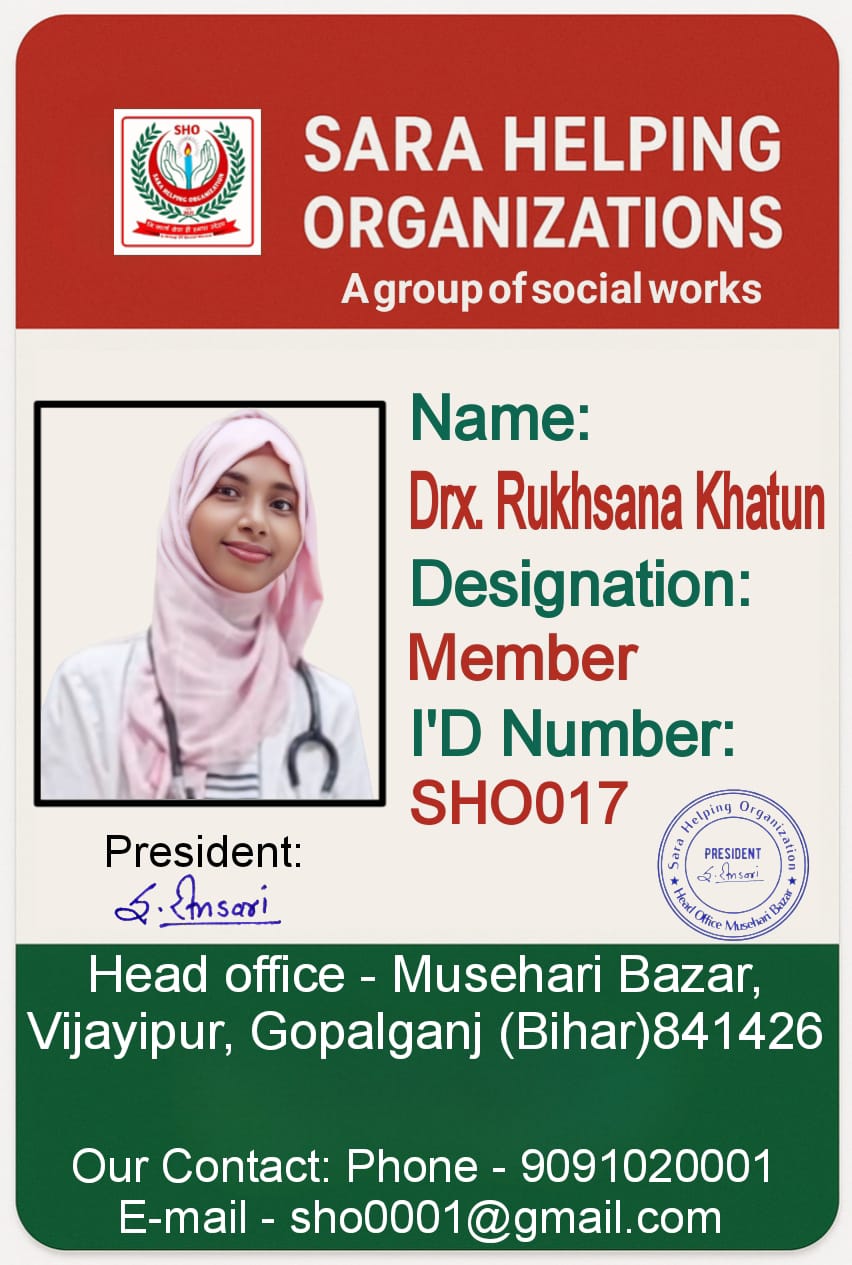 SHO
SARA HELPING ORGANIZATION
SARA HELPING
ORGANIZATIONS
A group of social works
Name:
Drx. Rukhsana Khatun
Designation:
Member
I'D Number:
SHO017
President:
S. Ansari
Sara Helping Organization
PRESIDENT
S. Ansari
★ Head Office Musehari Bazar ★
Head office - Musehari Bazar,
Vijayipur, Gopalganj (Bihar)841426
Our Contact: Phone - 9091020001
E-mail - sho0001@gmail.com